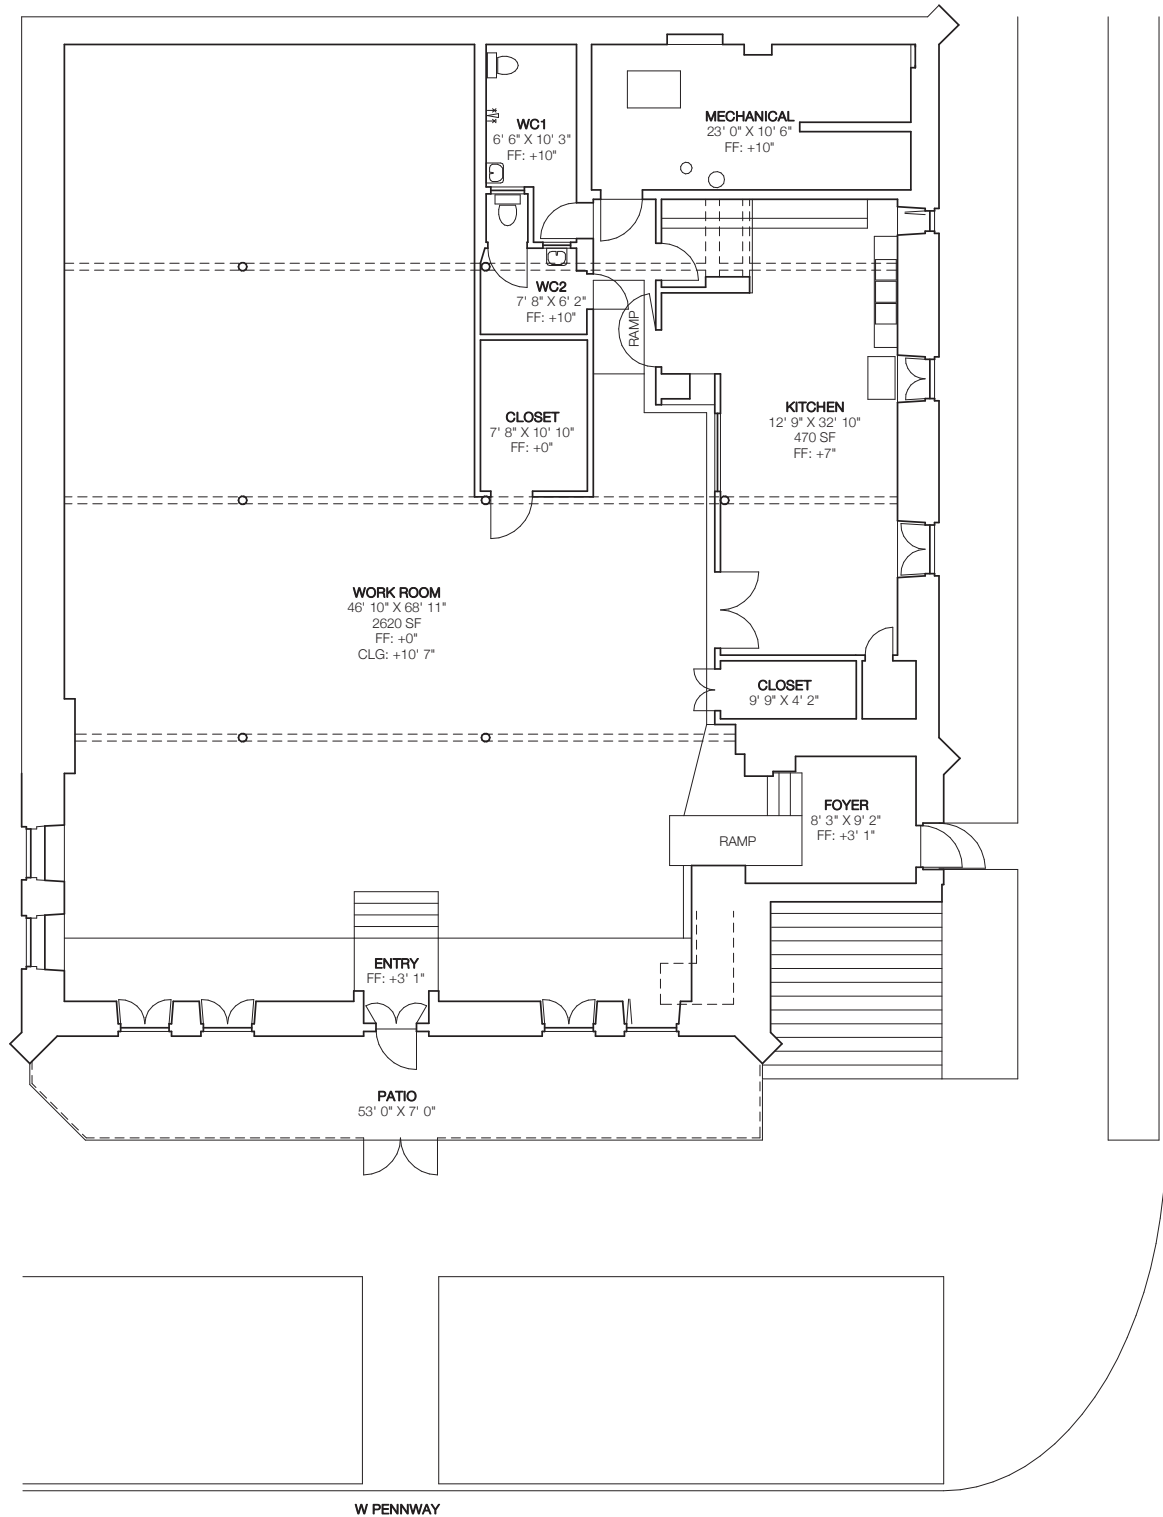 WC1
6' 6" X 10' 3"
FF: +10"
MECHANICAL
23' 0" X 10' 6"
FF: +10"
WC2
7' 8" X 6' 2"
FF: +10"
RAMP
CLOSET
7' 8" X 10' 10"
FF: +0"
KITCHEN
12' 9" X 32' 10"
470 SF
FF: +7"
WORK ROOM
46' 10" X 68' 11"
2620 SF
FF: +0"
CLG: +10' 7"
CLOSET
9' 9" X 4' 2"
FOYER
8' 3" X 9' 2"
FF: +3' 1"
RAMP
ENTRY
FF: +3' 1"
PATIO
53' 0" X 7' 0"
W PENNWAY